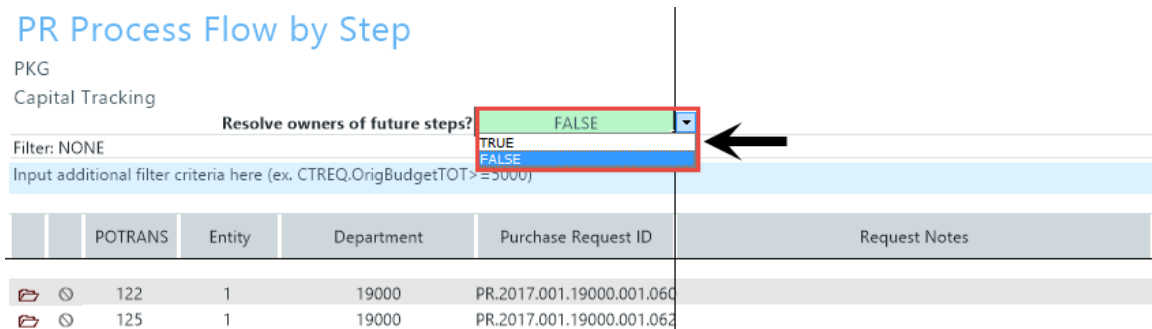 PR Process Flow by Step
PKG
Capital Tracking
Resolve owners of future steps? FALSE
TRUE
Filter: NONE
FALSE
Input additional filter criteria here (ex. CTREQ.OrigBudgetTOT>=5000)
POTRANS Entity Department Purchase Request ID Request Notes
122 1 19000 PR.2017.001.19000.001.060
125 1 19000 PR.2017.001.19000.001.062